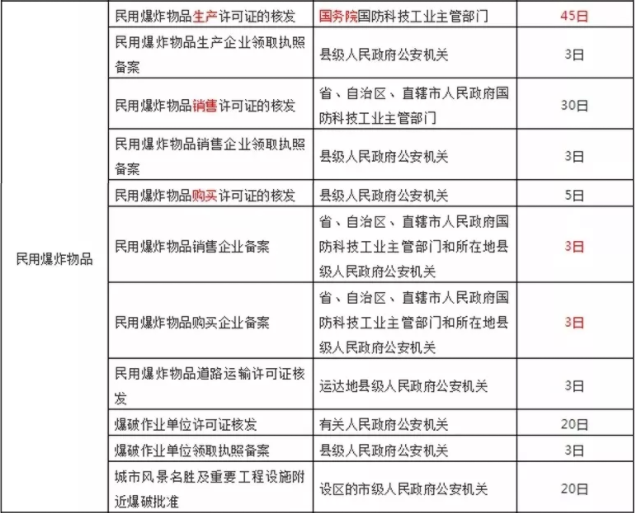 民用爆炸物品生产许可证的核发
国务院国防科技工业主管部门
45日
民用爆炸物品生产企业领取执照
备案
县级人民政府公安机关
3日
民用爆炸物品销售许可证的核发
省、自治区、直辖市人民政府国
防科技工业主管部门
30日
民用爆炸物品销售企业领取执照
备案
县级人民政府公安机关
3日
民用爆炸物品购买许可证的核发
县级人民政府公安机关
5日
民用爆炸物品
民用爆炸物品销售企业备案
省、自治区、直辖市人民政府国
防科技工业主管部门和所在地县
级人民政府公安机关
3日
民用爆炸物品购买企业备案
省、自治区、直辖市人民政府国
防科技工业主管部门和所在地县
级人民政府公安机关
3日
民用爆炸物品道路运输许可证核
发
运达地县级人民政府公安机关
3日
爆破作业单位许可证核发
有关人民政府公安机关
20日
爆破作业单位领取执照备案
县级人民政府公安机关
3日
城市风景名胜及重要工程设施附
近爆破批准
设区的市级人民政府公安机关
20日